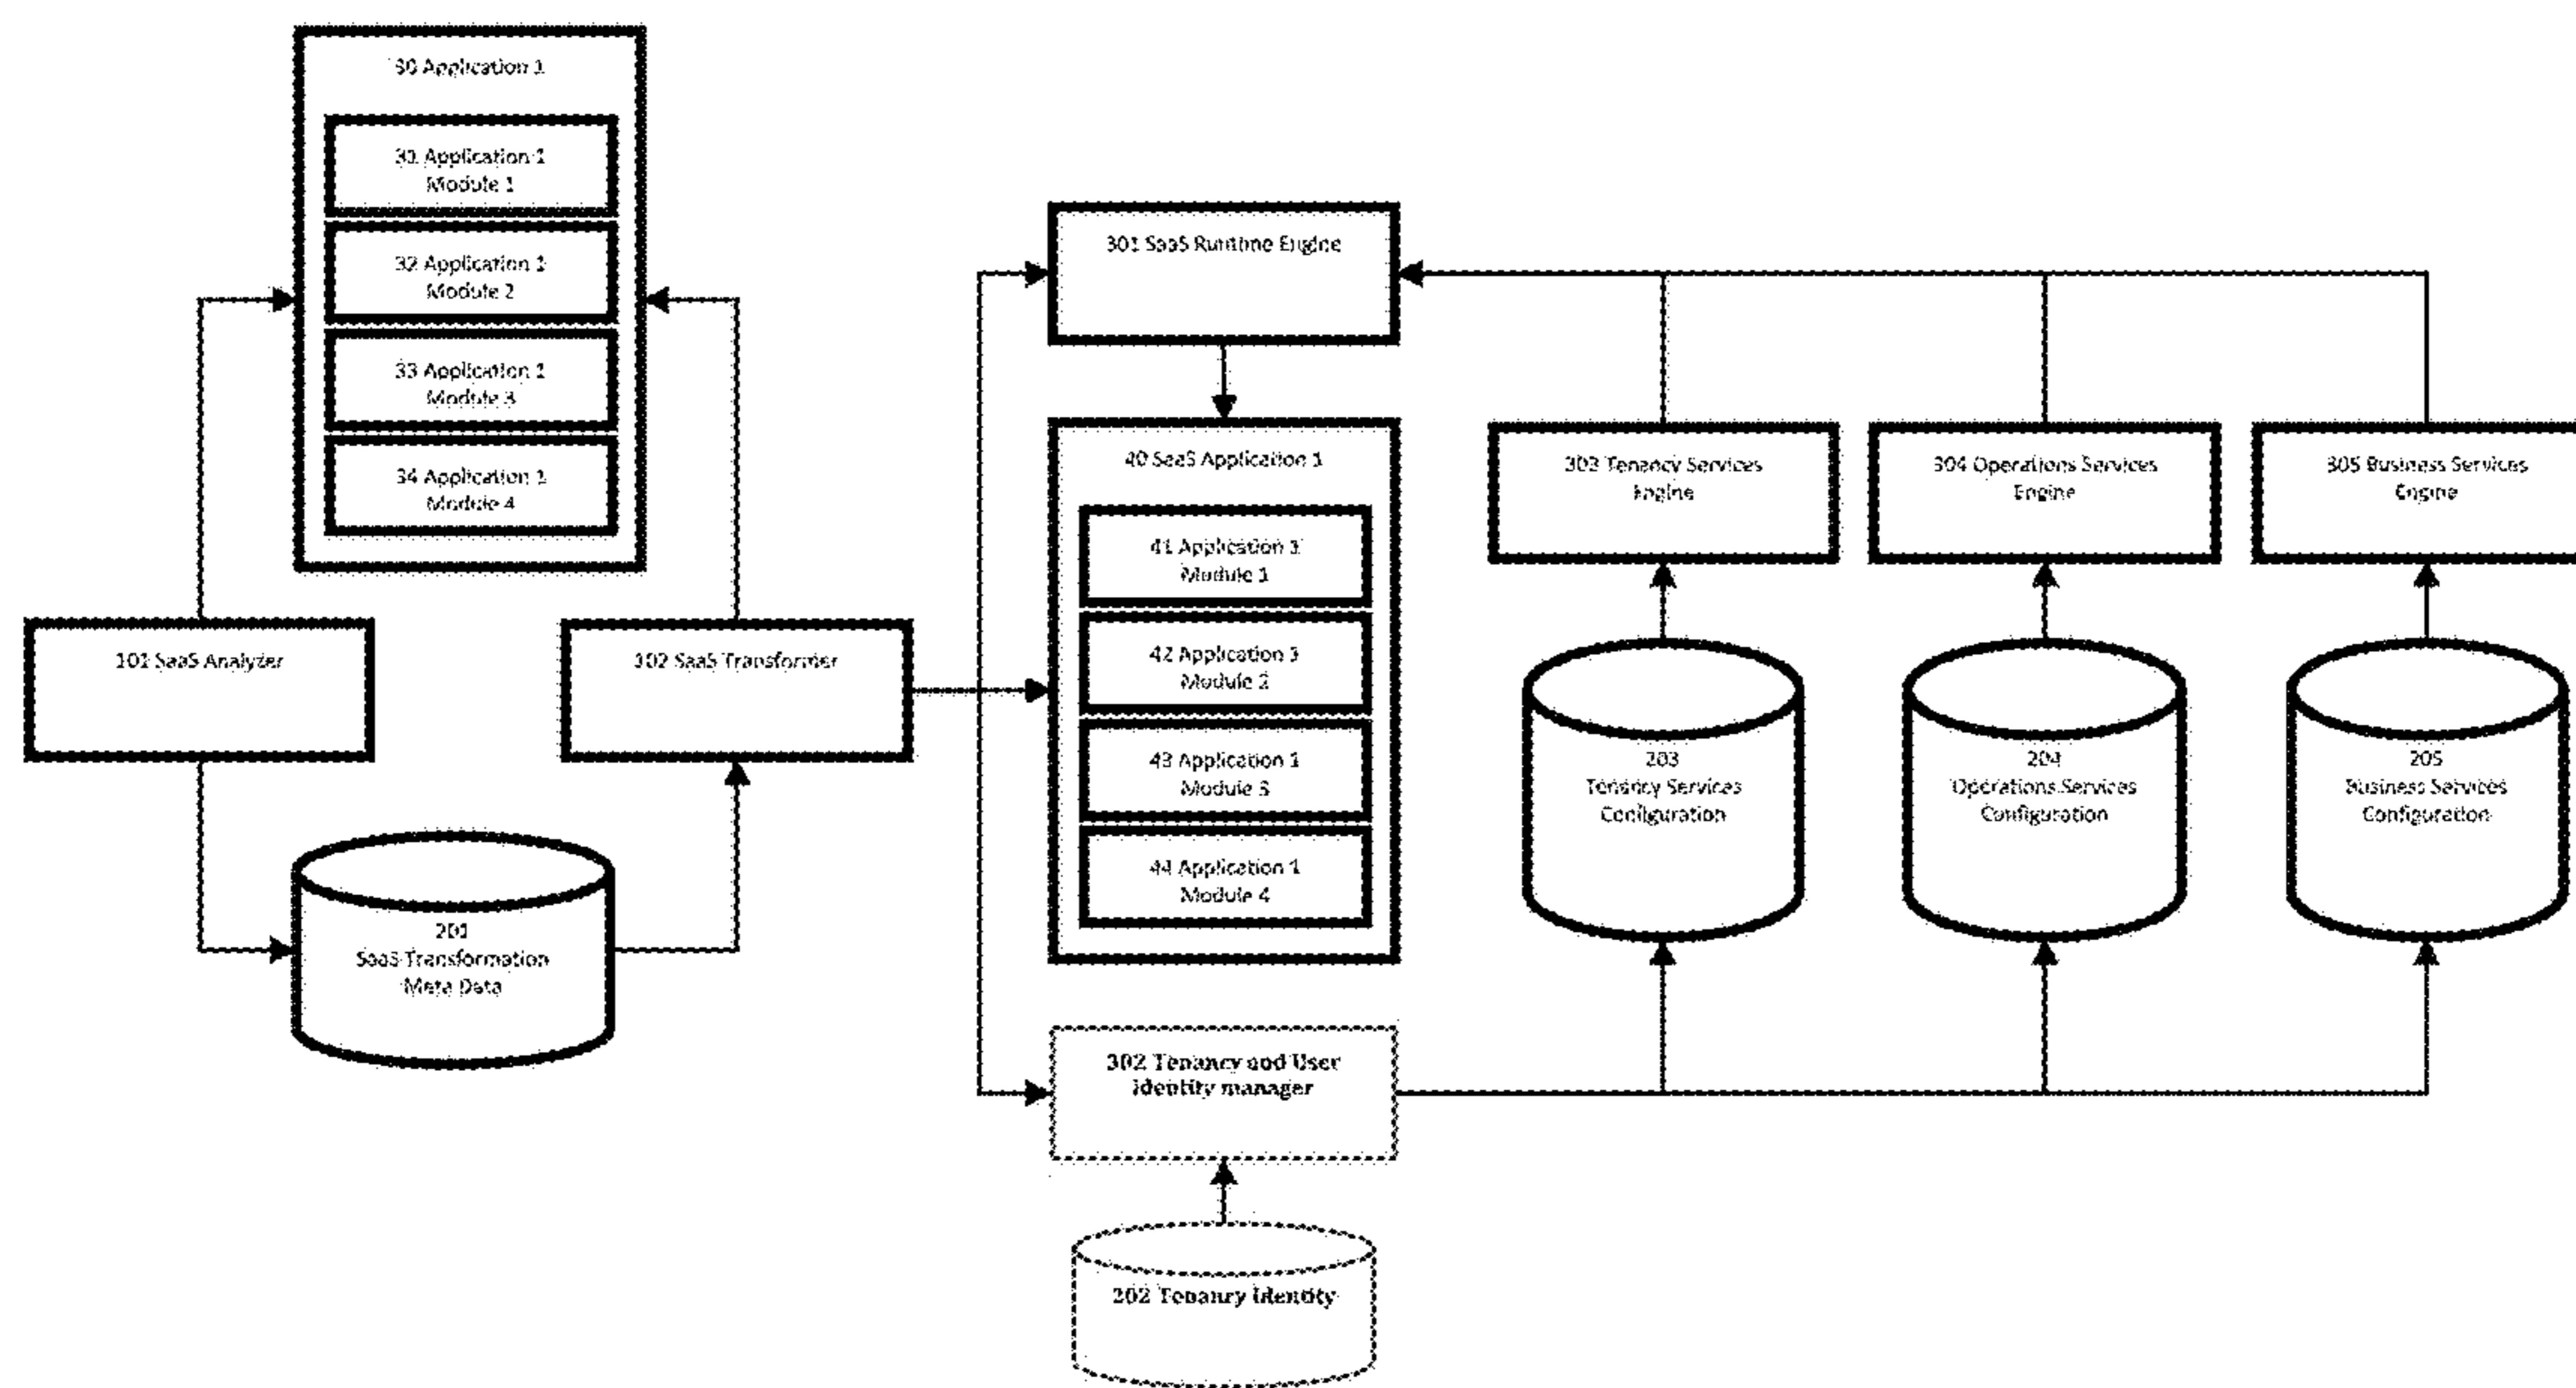 30 Application 1
31 Application 1
Module 1
32 Application 1
Module 2
33 Application 1
Module 3
34 Application 1
Module 4
101 SaaS Analyzer
102 SaaS Transformer
201
SaaS Transformation
Meta Data
301 SaaS Runtime Engine
40 SaaS Application 1
41 Application 1
Module 1
42 Application 1
Module 2
43 Application 1
Module 3
44 Application 1
Module 4
302 Tenancy and User
identity manager
202 Tenancy identity
303 Tenancy Services
Engine
304 Operations Services
Engine
305 Business Services
Engine
203
Tenancy Services
Configuration
204
Operations Services
Configuration
205
Business Services
Configuration